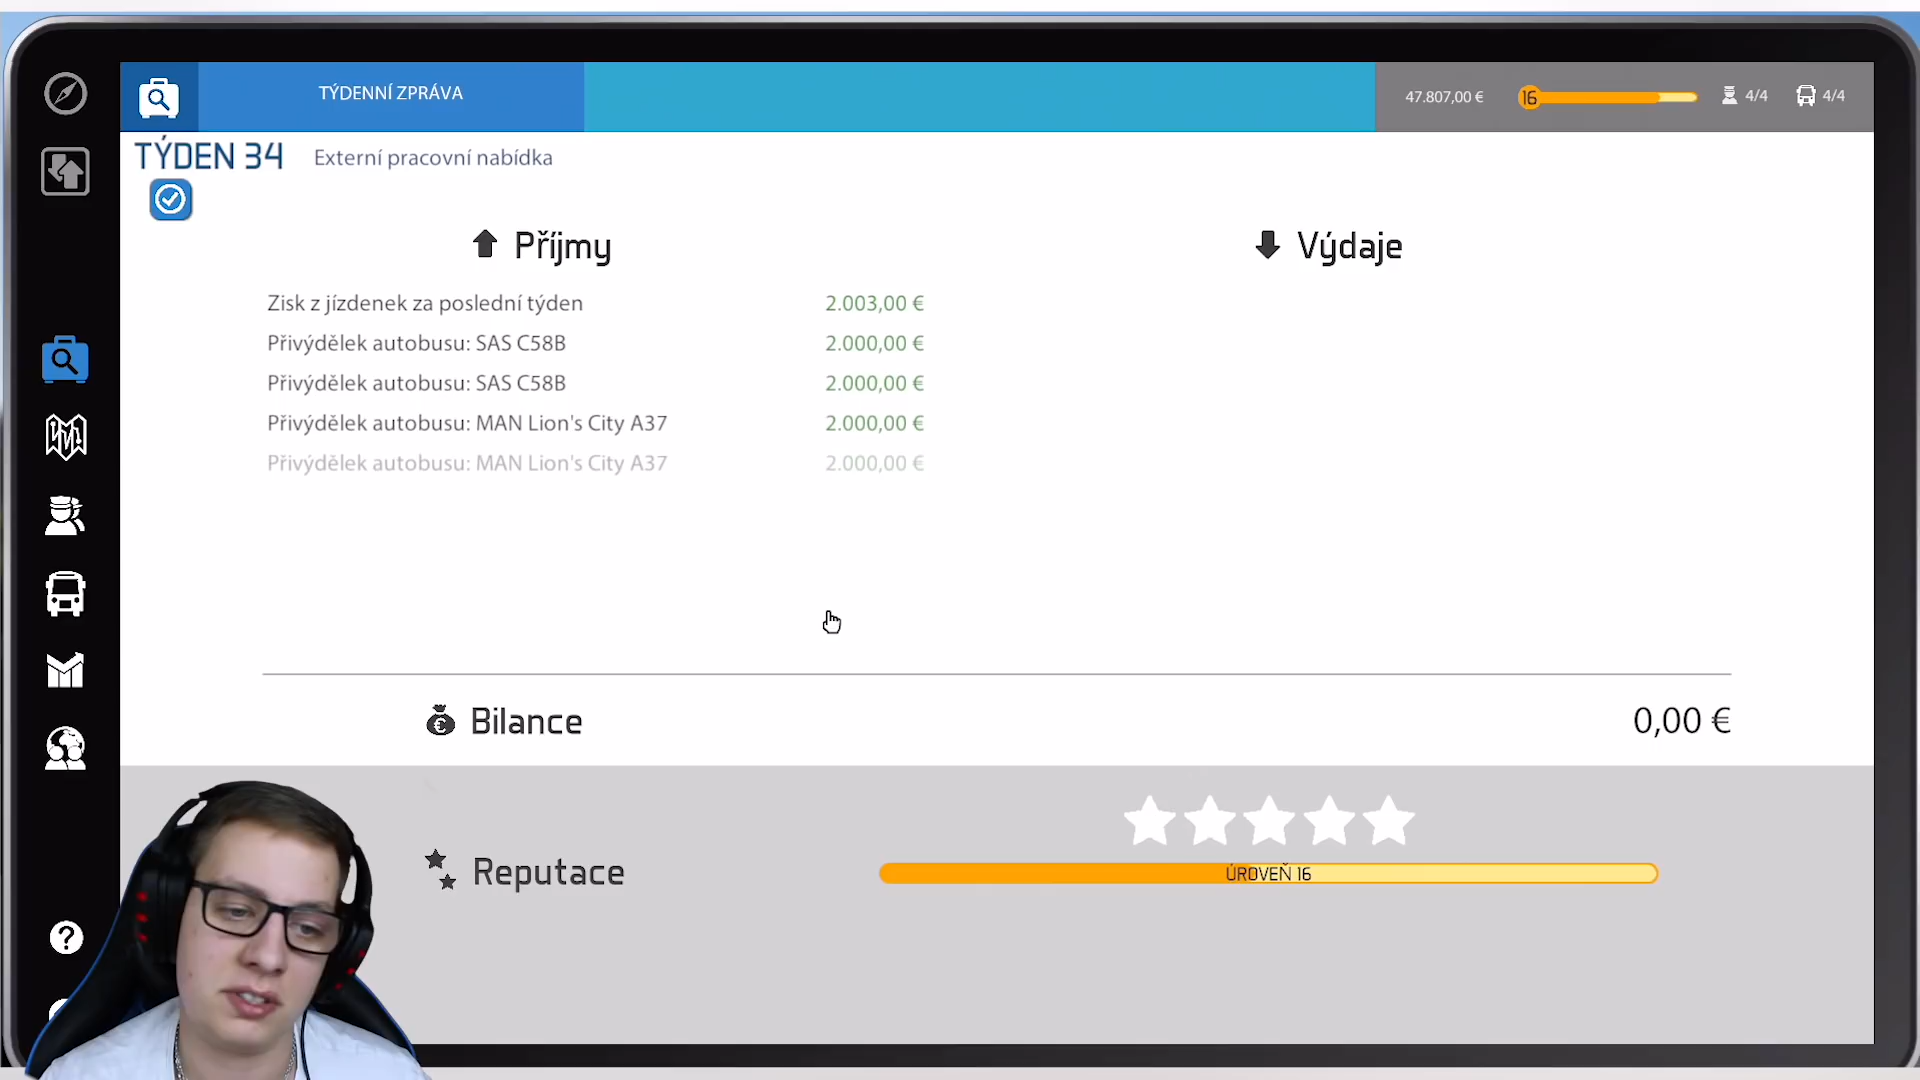 TÝDENNÍ ZPRÁVA
47.807,00 €
16
4/4
4/4
TÝDEN 34
Externí pracovní nabídka
Příjmy
Výdaje
Zisk z jízdenek za poslední týden 2.003,00 €
Přivýdělek autobusu: SAS C58B 2.000,00 €
Přivýdělek autobusu: SAS C58B 2.000,00 €
Přivýdělek autobusu: MAN Lion's City A37 2.000,00 €
Přivýdělek autobusu: MAN Lion's City A37 2.000,00 €
Bilance 0,00 €
Reputace
ÚROVEŇ 16